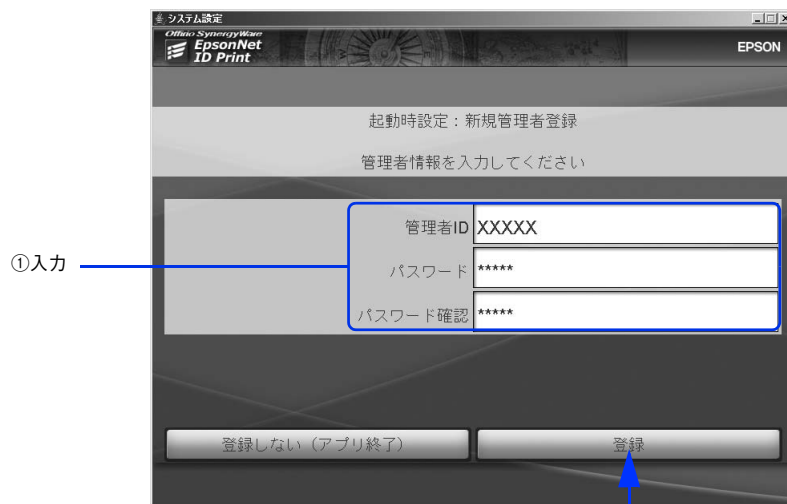 システム設定
Offirio SynergyWare
EpsonNet
ID Print
EPSON
起動時設定：新規管理者登録
管理者情報を入力してください
管理者ID XXXXX
①入力
パスワード *****
パスワード確認 *****
登録しない（アプリ終了）
登録